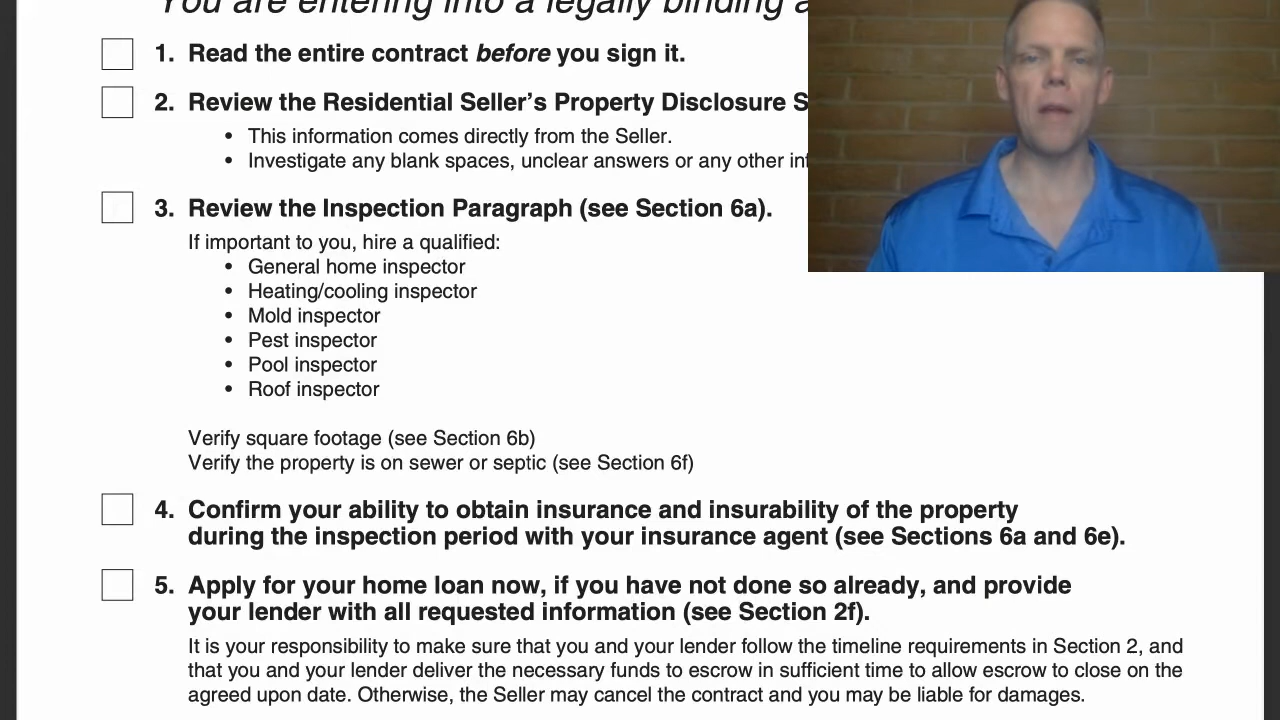 You are entering into a legally binding
1. Read the entire contract before you sign it.
2. Review the Residential Seller’s Property Disclosure
• This information comes directly from the Seller.
• Investigate any blank spaces, unclear answers or any other
3. Review the Inspection Paragraph (see Section 6a).
If important to you, hire a qualified:
• General home inspector
• Heating/cooling inspector
• Mold inspector
• Pest inspector
• Pool inspector
• Roof inspector
Verify square footage (see Section 6b)
Verify the property is on sewer or septic (see Section 6f)
4. Confirm your ability to obtain insurance and insurability of the property
during the inspection period with your insurance agent (see Sections 6a and 6e).
5. Apply for your home loan now, if you have not done so already, and provide
your lender with all requested information (see Section 2f).
It is your responsibility to make sure that you and your lender follow the timeline requirements in Section 2, and
that you and your lender deliver the necessary funds to escrow in sufficient time to allow escrow to close on the
agreed upon date. Otherwise, the Seller may cancel the contract and you may be liable for damages.